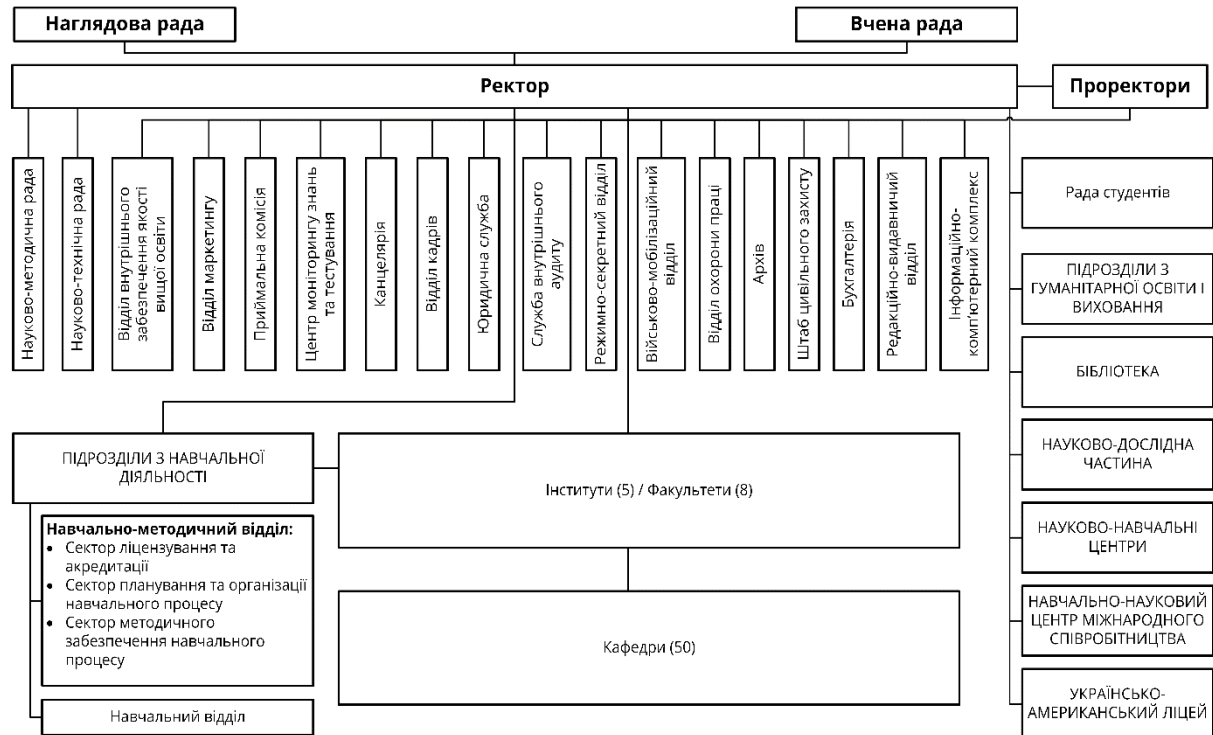 Наглядова рада
Вчена рада
Ректор
Проректори
Науково-методична рада
Науково-технічна рада
Відділ внутрішнього
забезпечення якості
вищої освіти
Відділ маркетингу
Приймальна комісія
Центр моніторингу знань
та тестування
Канцелярія
Відділ кадрів
Юридична служба
Служба внутрішнього
аудиту
Режимно-секретний відділ
Військово-мобілізаційний
відділ
Відділ охорони праці
Архів
Штаб цивільного захисту
Бухгалтерія
Редакційно-видавничий
відділ
Інформаційно-
комп'ютерний комплекс
Рада студентів
ПІДРОЗДІЛИ З
ГУМАНІТАРНОЇ ОСВІТИ І
ВИХОВАННЯ
БІБЛІОТЕКА
НАУКОВО-ДОСЛІДНА
ЧАСТИНА
НАУКОВО-НАВЧАЛЬНІ
ЦЕНТРИ
НАВЧАЛЬНО-НАУКОВИЙ
ЦЕНТР МІЖНАРОДНОГО
СПІВРОБІТНИЦТВА
УКРАЇНСЬКО-
АМЕРИКАНСЬКИЙ ЛІЦЕЙ
ПІДРОЗДІЛИ З НАВЧАЛЬНОЇ
ДІЯЛЬНОСТІ
Навчально-методичний відділ:
• Сектор ліцензування та
акредитації
• Сектор планування та організації
навчального процесу
• Сектор методичного
забезпечення навчального
процесу
Навчальний відділ
Інститути (5) / Факультети (8)
Кафедри (50)